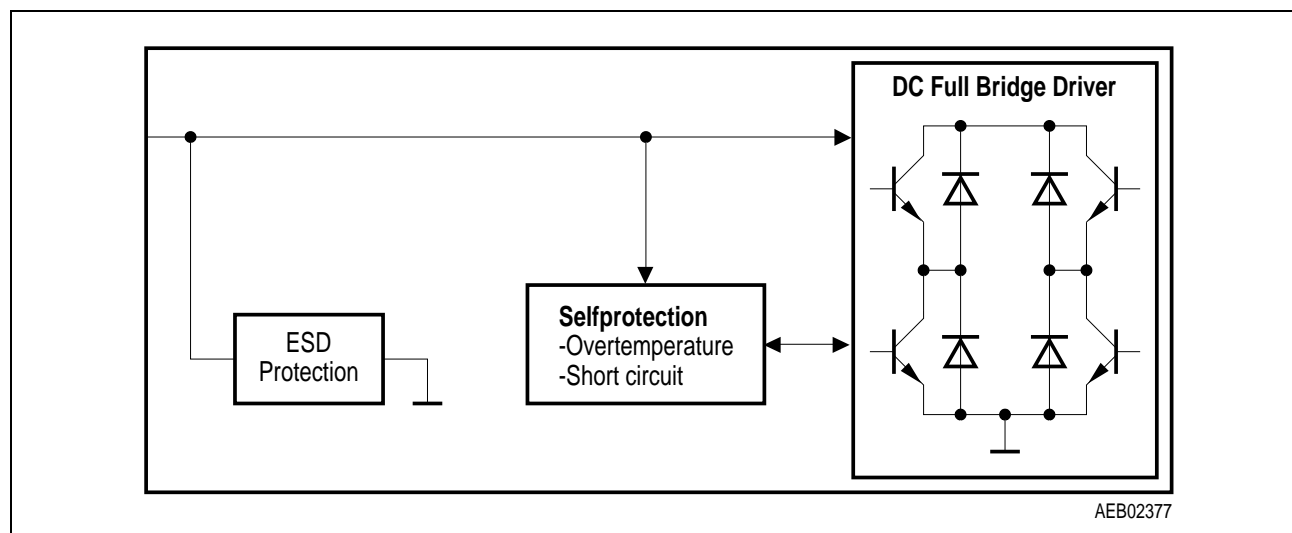 DC Full Bridge Driver
Selfprotection
-Overtemperature
-Short circuit
ESD
Protection
AEB02377